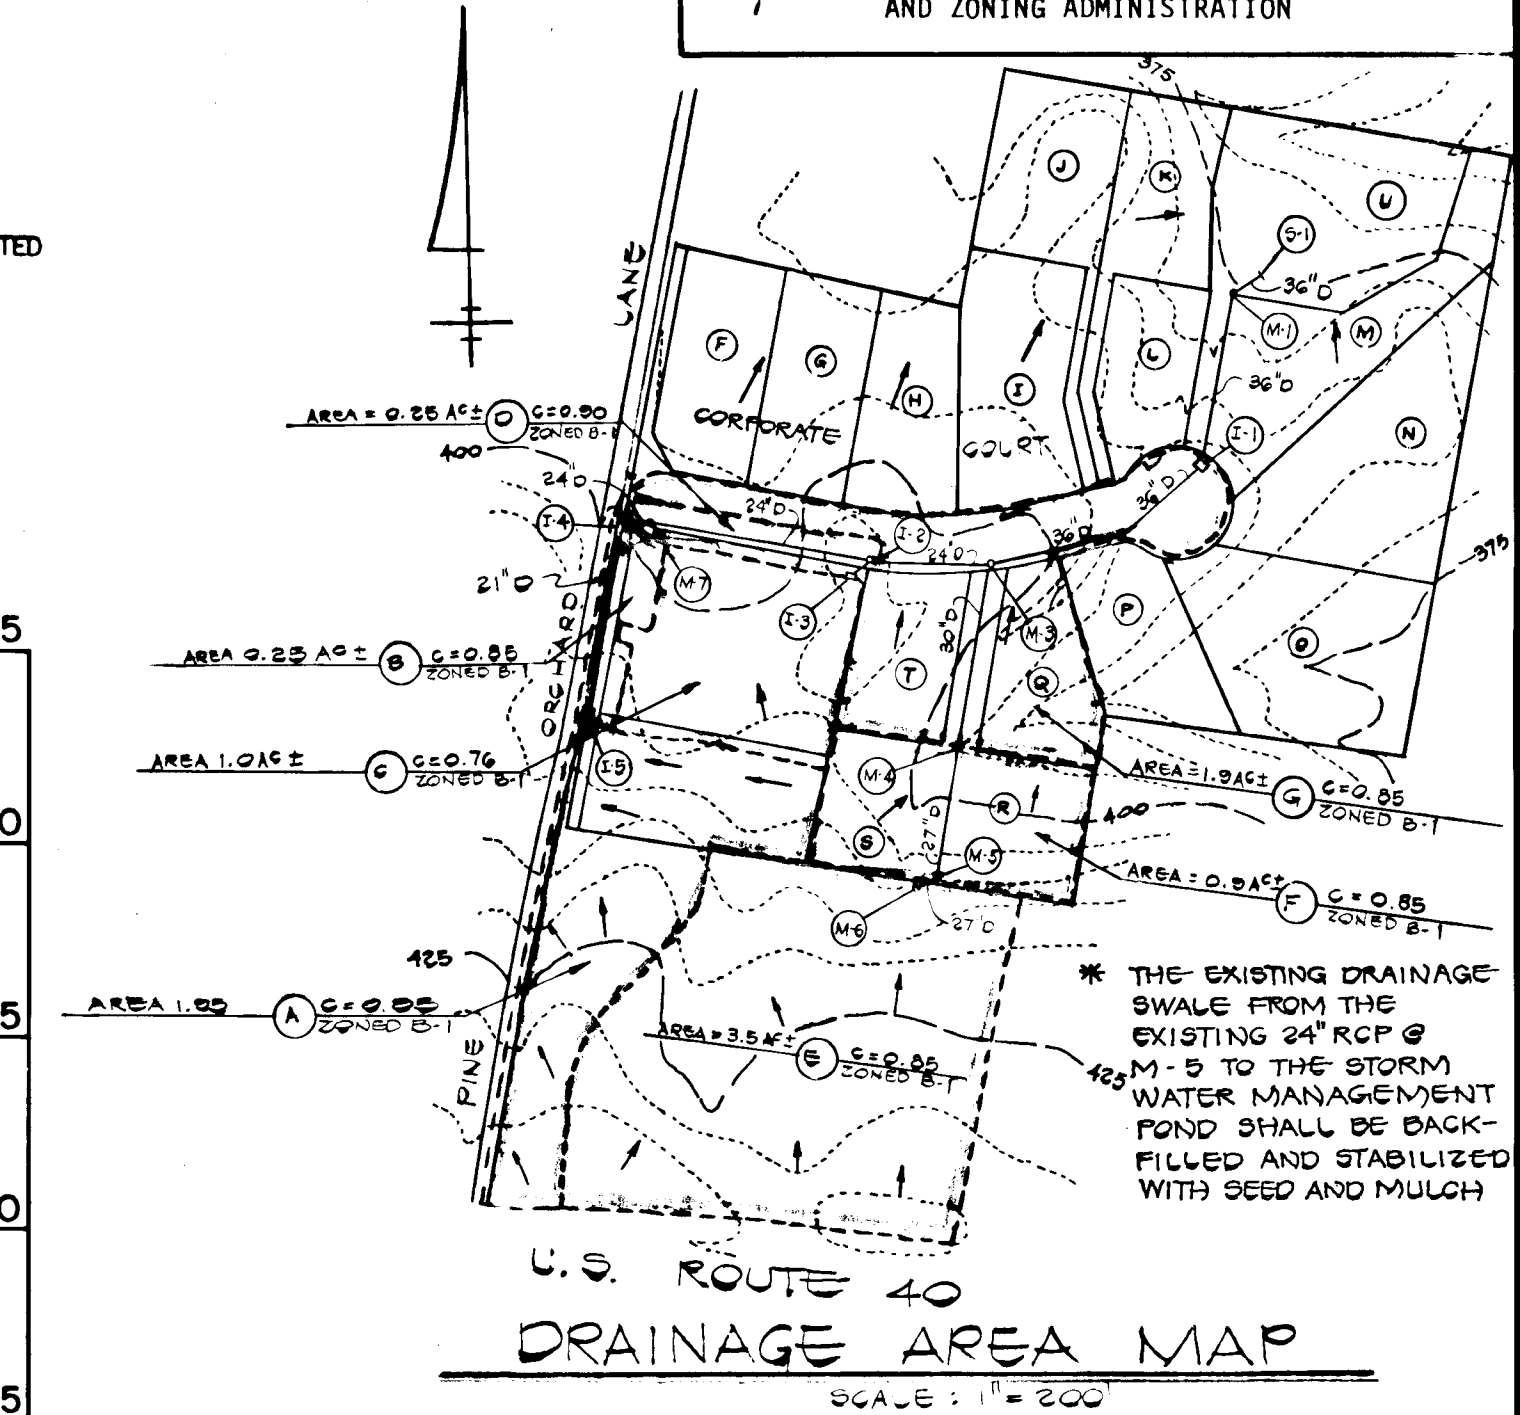 AND ZONING ADMINISTRATION
TED
375
J
K
U
S-1
36"D
M-1
M
LANE
F
G
H
I
L
36"D
N
AREA = 0.25 AC± D C=0.90
ZONED B-1
CORPORATE
COURT
I-1
400
24"D
24"D
36"D
I-4
I-2
24"D
36"D
375
M-7
21"D
I-3
30"D
M-3
P
O
5
AREA 0.25 AC± B C=0.85
ZONED B-1
ORCHARD
T
Q
AREA 1.0 AC± C C=0.76
ZONED B-1
I-5
M-4
AREA = 1.9 AC± G C=0.85
ZONED B-1
R
400
0
S
27"D
M-5
AREA = 0.9 AC± F C=0.85
ZONED B-1
M-6
27"D
425
* THE EXISTING DRAINAGE
SWALE FROM THE
EXISTING 24" RCP @
M-5 TO THE STORM
WATER MANAGEMENT
POND SHALL BE BACK-
FILLED AND STABILIZED
WITH SEED AND MULCH
AREA 1.85 A
ZONED B-1
5
AREA = 3.5 AC± E C=0.85
ZONED B-1
425
PINE
0
U.S. ROUTE 40
DRAINAGE AREA MAP
SCALE : 1" = 200'
5